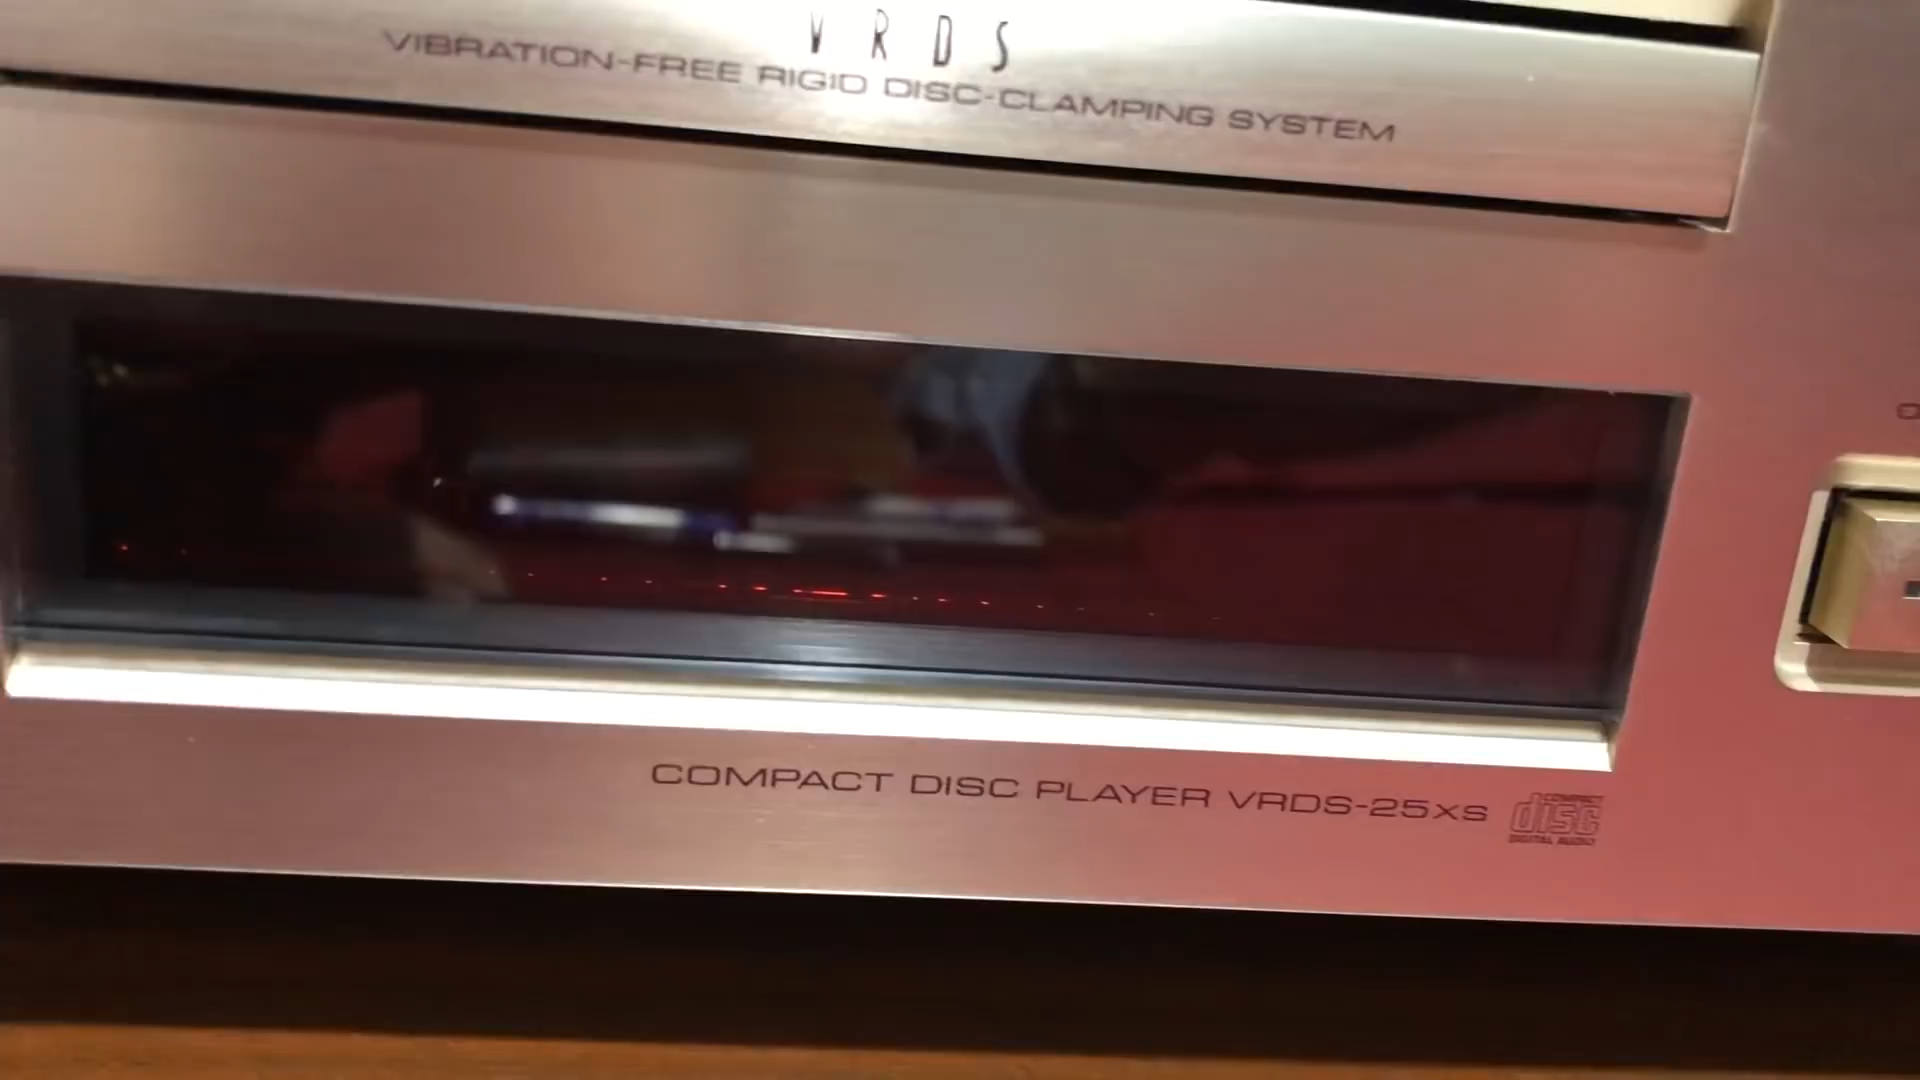 VRDS
VIBRATION-FREE RIGID DISC-CLAMPING SYSTEM
COMPACT DISC PLAYER VRDS-25XS
COMPACT
disc
DIGITAL AUDIO